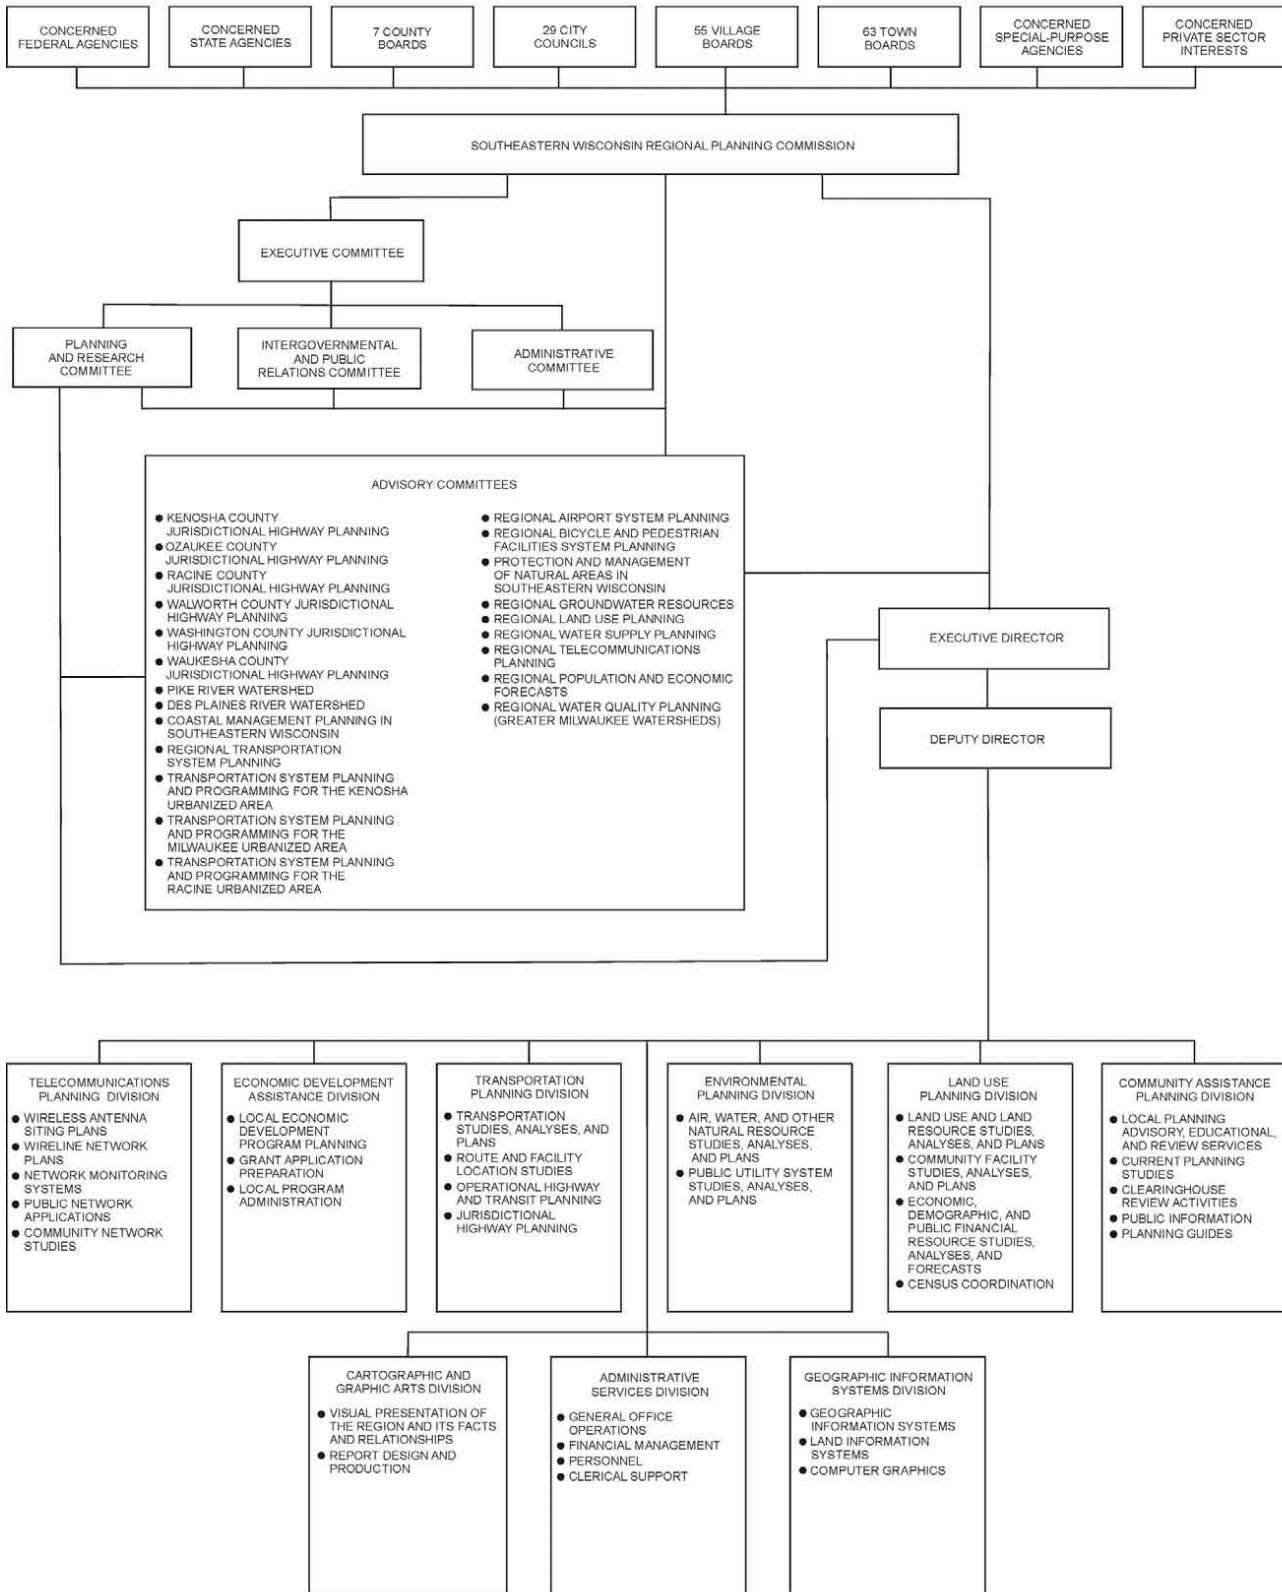 CONCERNED
FEDERAL AGENCIES
CONCERNED
STATE AGENCIES
7 COUNTY
BOARDS
29 CITY
COUNCILS
55 VILLAGE
BOARDS
63 TOWN
BOARDS
CONCERNED
SPECIAL-PURPOSE
AGENCIES
CONCERNED
PRIVATE SECTOR
INTERESTS
SOUTHEASTERN WISCONSIN REGIONAL PLANNING COMMISSION
EXECUTIVE COMMITTEE
PLANNING
AND RESEARCH
COMMITTEE
INTERGOVERNMENTAL
AND PUBLIC
RELATIONS COMMITTEE
ADMINISTRATIVE
COMMITTEE
ADVISORY COMMITTEES
● KENOSHA COUNTY
JURISDICTIONAL HIGHWAY PLANNING
● OZAUKEE COUNTY
JURISDICTIONAL HIGHWAY PLANNING
● RACINE COUNTY
JURISDICTIONAL HIGHWAY PLANNING
● WALWORTH COUNTY JURISDICTIONAL
HIGHWAY PLANNING
● WASHINGTON COUNTY JURISDICTIONAL
HIGHWAY PLANNING
● WAUKESHA COUNTY
JURISDICTIONAL HIGHWAY PLANNING
● PIKE RIVER WATERSHED
● DES PLAINES RIVER WATERSHED
● COASTAL MANAGEMENT PLANNING IN
SOUTHEASTERN WISCONSIN
● REGIONAL TRANSPORTATION
SYSTEM PLANNING
● TRANSPORTATION SYSTEM PLANNING
AND PROGRAMMING FOR THE KENOSHA
URBANIZED AREA
● TRANSPORTATION SYSTEM PLANNING
AND PROGRAMMING FOR THE
MILWAUKEE URBANIZED AREA
● TRANSPORTATION SYSTEM PLANNING
AND PROGRAMMING FOR THE
RACINE URBANIZED AREA
● REGIONAL AIRPORT SYSTEM PLANNING
● REGIONAL BICYCLE AND PEDESTRIAN
FACILITIES SYSTEM PLANNING
● PROTECTION AND MANAGEMENT
OF NATURAL AREAS IN
SOUTHEASTERN WISCONSIN
● REGIONAL GROUNDWATER RESOURCES
● REGIONAL LAND USE PLANNING
● REGIONAL WATER SUPPLY PLANNING
● REGIONAL TELECOMMUNICATIONS
PLANNING
● REGIONAL POPULATION AND ECONOMIC
FORECASTS
● REGIONAL WATER QUALITY PLANNING
(GREATER MILWAUKEE WATERSHEDS)
EXECUTIVE DIRECTOR
DEPUTY DIRECTOR
TELECOMMUNICATIONS
PLANNING DIVISION
● WIRELESS ANTENNA
SITING PLANS
● WIRELINE NETWORK
PLANS
● NETWORK MONITORING
SYSTEMS
● PUBLIC NETWORK
APPLICATIONS
● COMMUNITY NETWORK
STUDIES
ECONOMIC DEVELOPMENT
ASSISTANCE DIVISION
● LOCAL ECONOMIC
DEVELOPMENT
PROGRAM PLANNING
● GRANT APPLICATION
PREPARATION
● LOCAL PROGRAM
ADMINISTRATION
TRANSPORTATION
PLANNING DIVISION
● TRANSPORTATION
STUDIES, ANALYSES, AND
PLANS
● ROUTE AND FACILITY
LOCATION STUDIES
● OPERATIONAL HIGHWAY
AND TRANSIT PLANNING
● JURISDICTIONAL
HIGHWAY PLANNING
ENVIRONMENTAL
PLANNING DIVISION
● AIR, WATER, AND OTHER
NATURAL RESOURCE
STUDIES, ANALYSES,
AND PLANS
● PUBLIC UTILITY SYSTEM
STUDIES, ANALYSES,
AND PLANS
LAND USE
PLANNING DIVISION
● LAND USE AND LAND
RESOURCE STUDIES,
ANALYSES, AND PLANS
● COMMUNITY FACILITY
STUDIES, ANALYSES,
AND PLANS
● ECONOMIC,
DEMOGRAPHIC, AND
PUBLIC FINANCIAL
RESOURCE STUDIES,
ANALYSES, AND
FORECASTS
● CENSUS COORDINATION
COMMUNITY ASSISTANCE
PLANNING DIVISION
● LOCAL PLANNING
ADVISORY, EDUCATIONAL,
AND REVIEW SERVICES
● CURRENT PLANNING
STUDIES
● CLEARINGHOUSE
REVIEW ACTIVITIES
● PUBLIC INFORMATION
● PLANNING GUIDES
CARTOGRAPHIC AND
GRAPHIC ARTS DIVISION
● VISUAL PRESENTATION OF
THE REGION AND ITS FACTS
AND RELATIONSHIPS
● REPORT DESIGN AND
PRODUCTION
ADMINISTRATIVE
SERVICES DIVISION
● GENERAL OFFICE
OPERATIONS
● FINANCIAL MANAGEMENT
● PERSONNEL
● CLERICAL SUPPORT
GEOGRAPHIC INFORMATION
SYSTEMS DIVISION
● GEOGRAPHIC
INFORMATION SYSTEMS
● LAND INFORMATION
SYSTEMS
● COMPUTER GRAPHICS